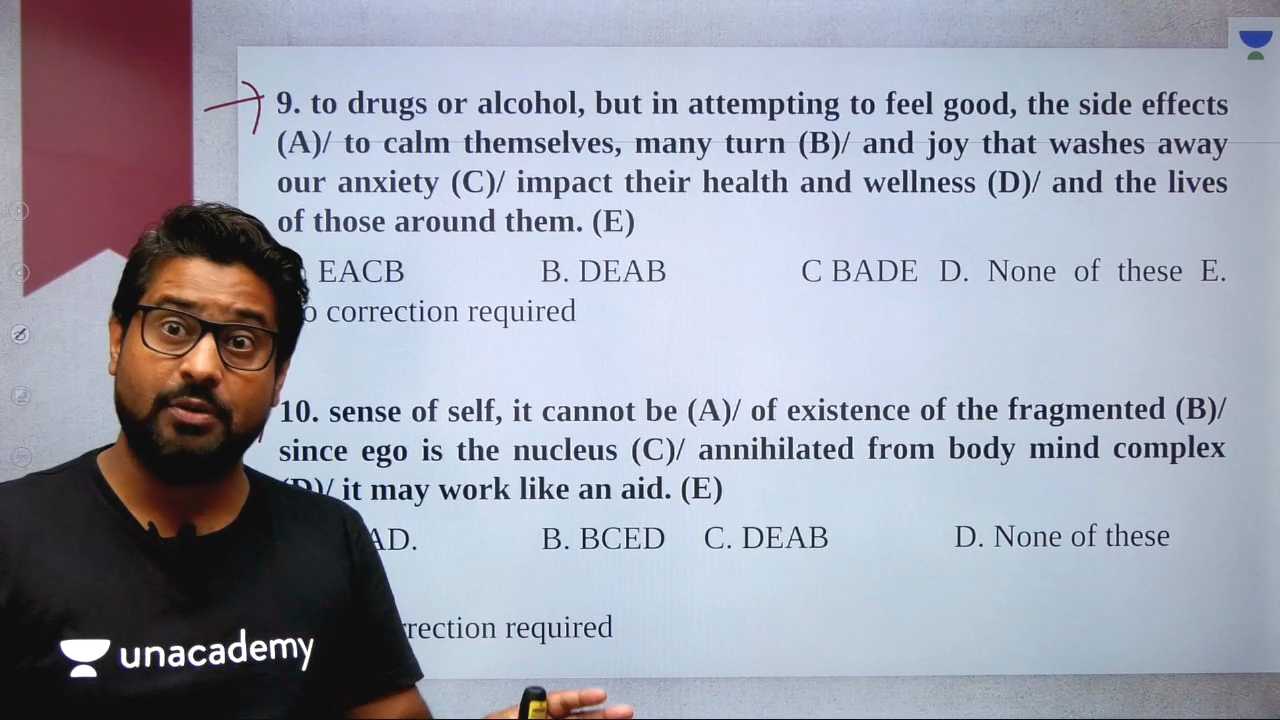 9. to drugs or alcohol, but in attempting to feel good, the side effects
(A)/ to calm themselves, many turn (B)/ and joy that washes away
our anxiety (C)/ impact their health and wellness (D)/ and the lives
of those around them. (E)
EACB B. DEAB C BADE D. None of these E.
o correction required
10. sense of self, it cannot be (A)/ of existence of the fragmented (B)/
since ego is the nucleus (C)/ annihilated from body mind complex
(D)/ it may work like an aid. (E)
AD. B. BCED C. DEAB D. None of these
rrection required
unacademy